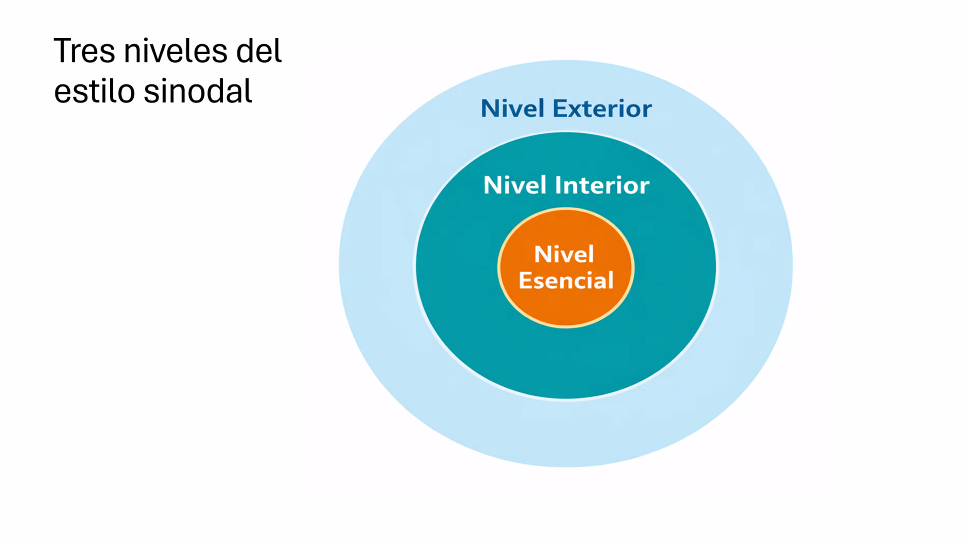 Tres niveles del
estilo sinodal
Nivel Exterior
Nivel Interior
Nivel
Esencial